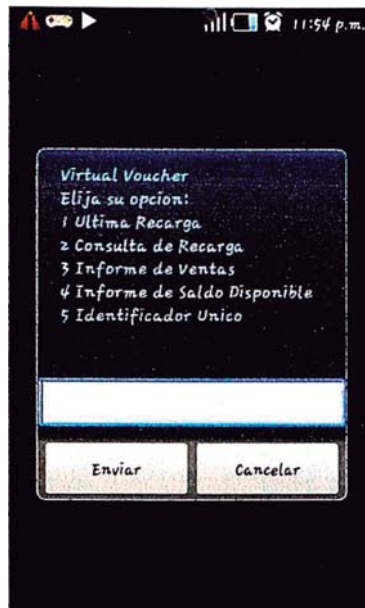 11:54 p.m.
Virtual Voucher
Elija su opcion:
1 Ultima Recarga
2 Consulta de Recarga
3 Informe de Ventas
4 Informe de Saldo Disponible
5 Identificador Unico
Enviar Cancelar